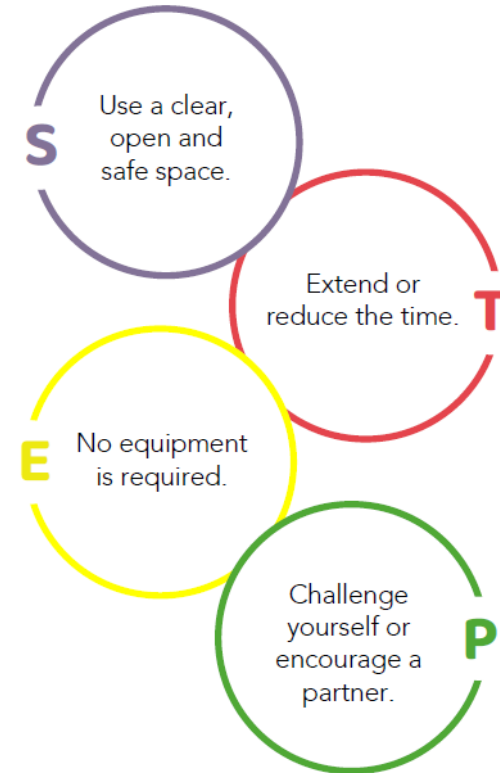 S
Use a clear,
open and
safe space.
T
Extend or
reduce the time.
E
No equipment
is required.
P
Challenge
yourself or
encourage a
partner.